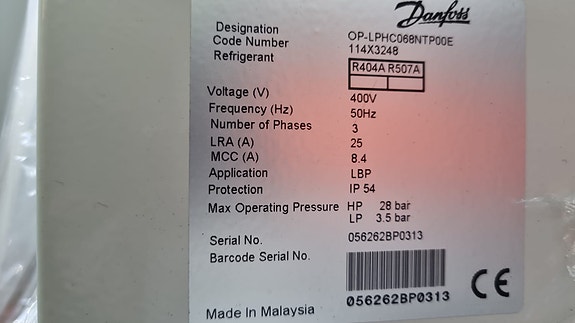 Danfoss
Designation OP-LPHC068NTP00E
Code Number 114X3248
Refrigerant
R404A R507A
Voltage (V) 400V
Frequency (Hz) 50Hz
Number of Phases 3
LRA (A) 25
MCC (A) 8.4
Application LBP
Protection IP 54
Max Operating Pressure HP 28 bar
LP 3.5 bar
Serial No. 056262BP0313
Barcode Serial No.
056262BP0313
CE
Made In Malaysia